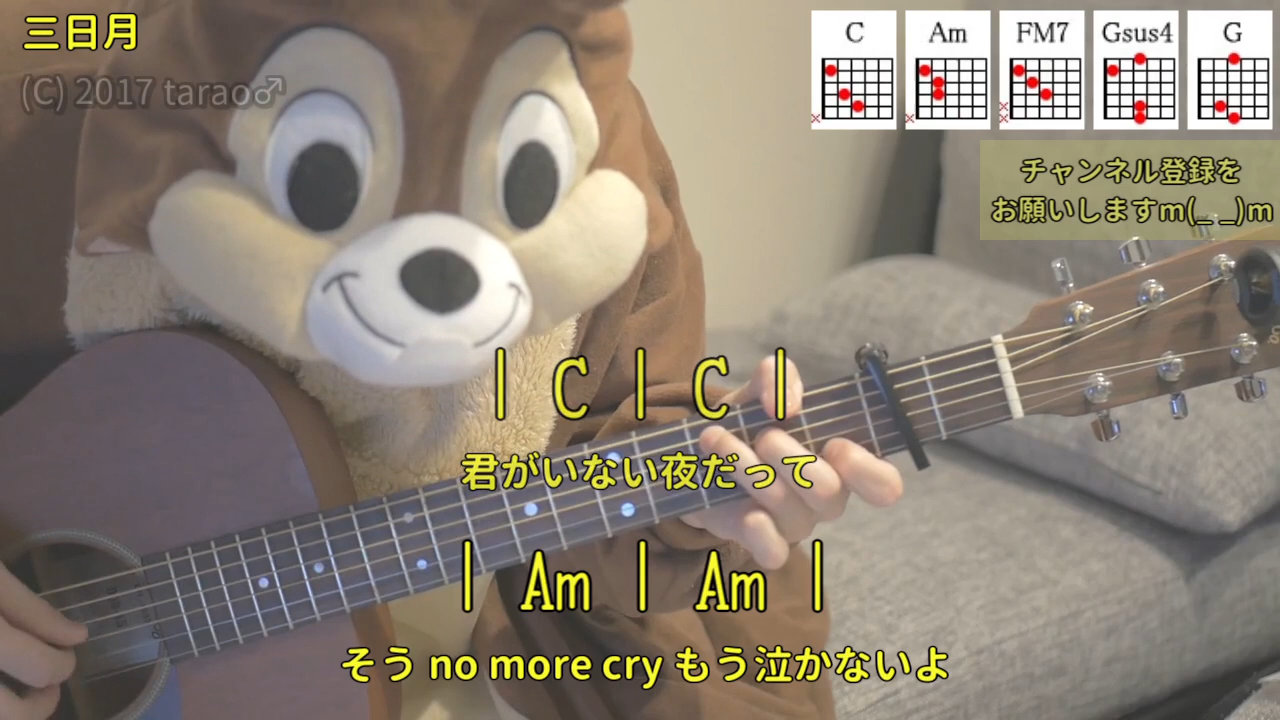 三日月
(C) 2017 tarao♂
C Am FM7 Gsus4 G
チャンネル登録を
お願いしますm(_ _)m
| C | C |
君がいない夜だって
| Am | Am |
そう no more cry もう泣かないよ